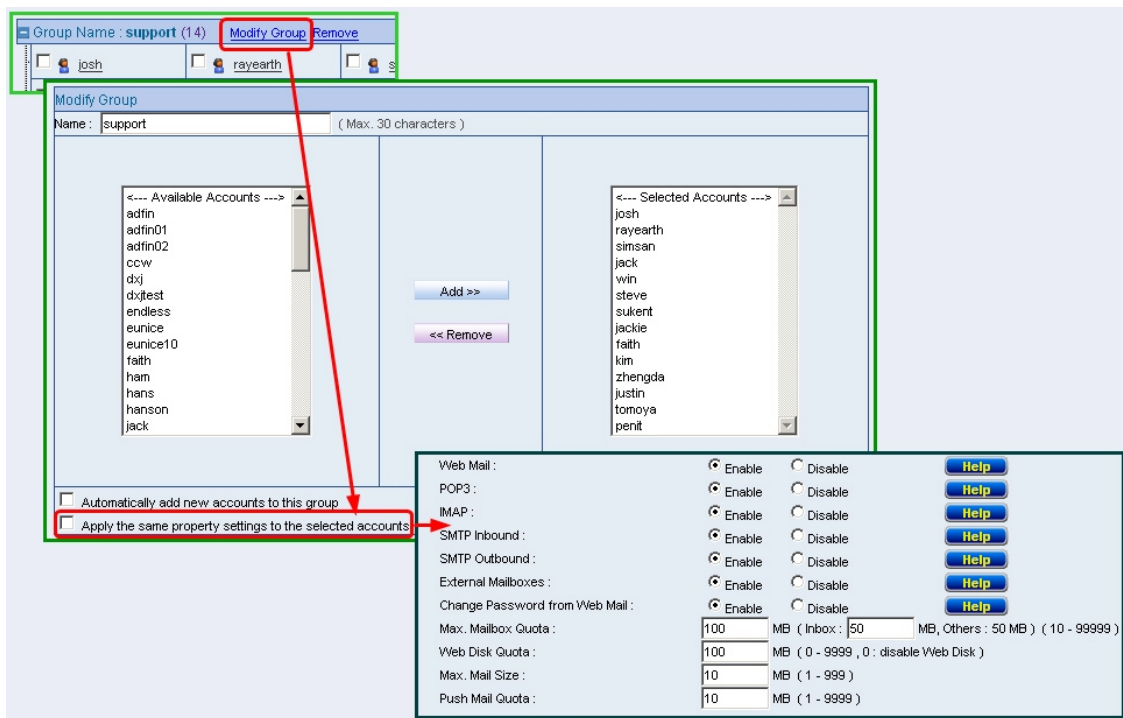 Group Name : support (14) Modify Group Remove
josh rayearth s
Modify Group
Name : support ( Max. 30 characters )
<--- Available Accounts --->
adfin
adfin01
adfin02
ccw
dxj
dxjtest
endless
eunice
eunice10
faith
ham
hans
hanson
jack
Add >>
<< Remove
<--- Selected Accounts --->
josh
rayearth
simsan
jack
win
steve
sukent
jackie
faith
kim
zhengda
justin
tomoya
penit
Automatically add new accounts to this group
Apply the same property settings to the selected accounts
Web Mail : Enable Disable Help
POP3 : Enable Disable Help
IMAP : Enable Disable Help
SMTP Inbound : Enable Disable Help
SMTP Outbound : Enable Disable Help
External Mailboxes : Enable Disable Help
Change Password from Web Mail : Enable Disable Help
Max. Mailbox Quota : 100 MB ( Inbox : 50 MB, Others : 50 MB ) ( 10 - 99999 )
Web Disk Quota : 100 MB ( 0 - 9999 , 0 : disable Web Disk )
Max. Mail Size : 10 MB ( 1 - 999 )
Push Mail Quota : 10 MB ( 1 - 9999 )